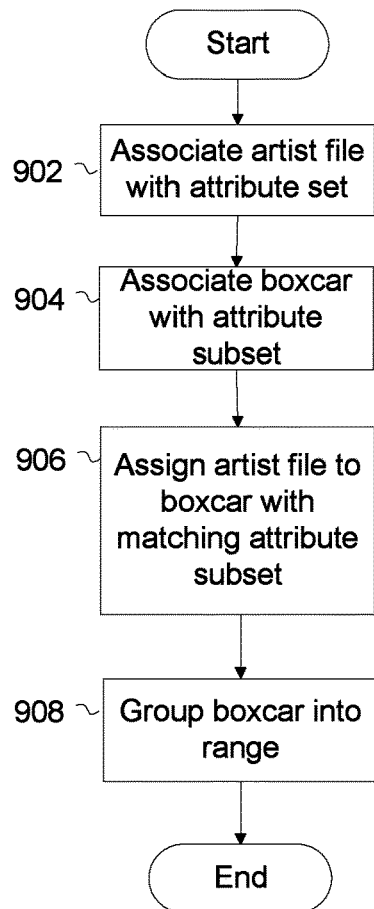 Start
902
Associate artist file
with attribute set
904
Associate boxcar
with attribute
subset
906
Assign artist file to
boxcar with
matching attribute
subset
908
Group boxcar into
range
End